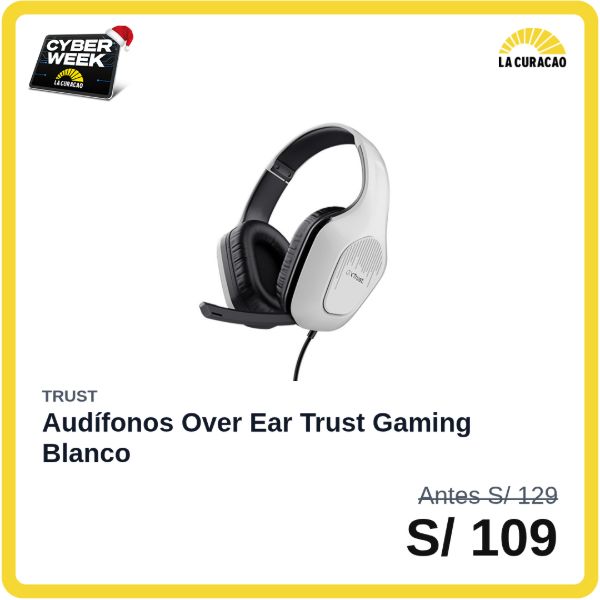 CYBER
WEEK
LA CURACAO
LA CURACAO
Trust
TRUST
Audífonos Over Ear Trust Gaming
Blanco
Antes S/ 129
S/ 109